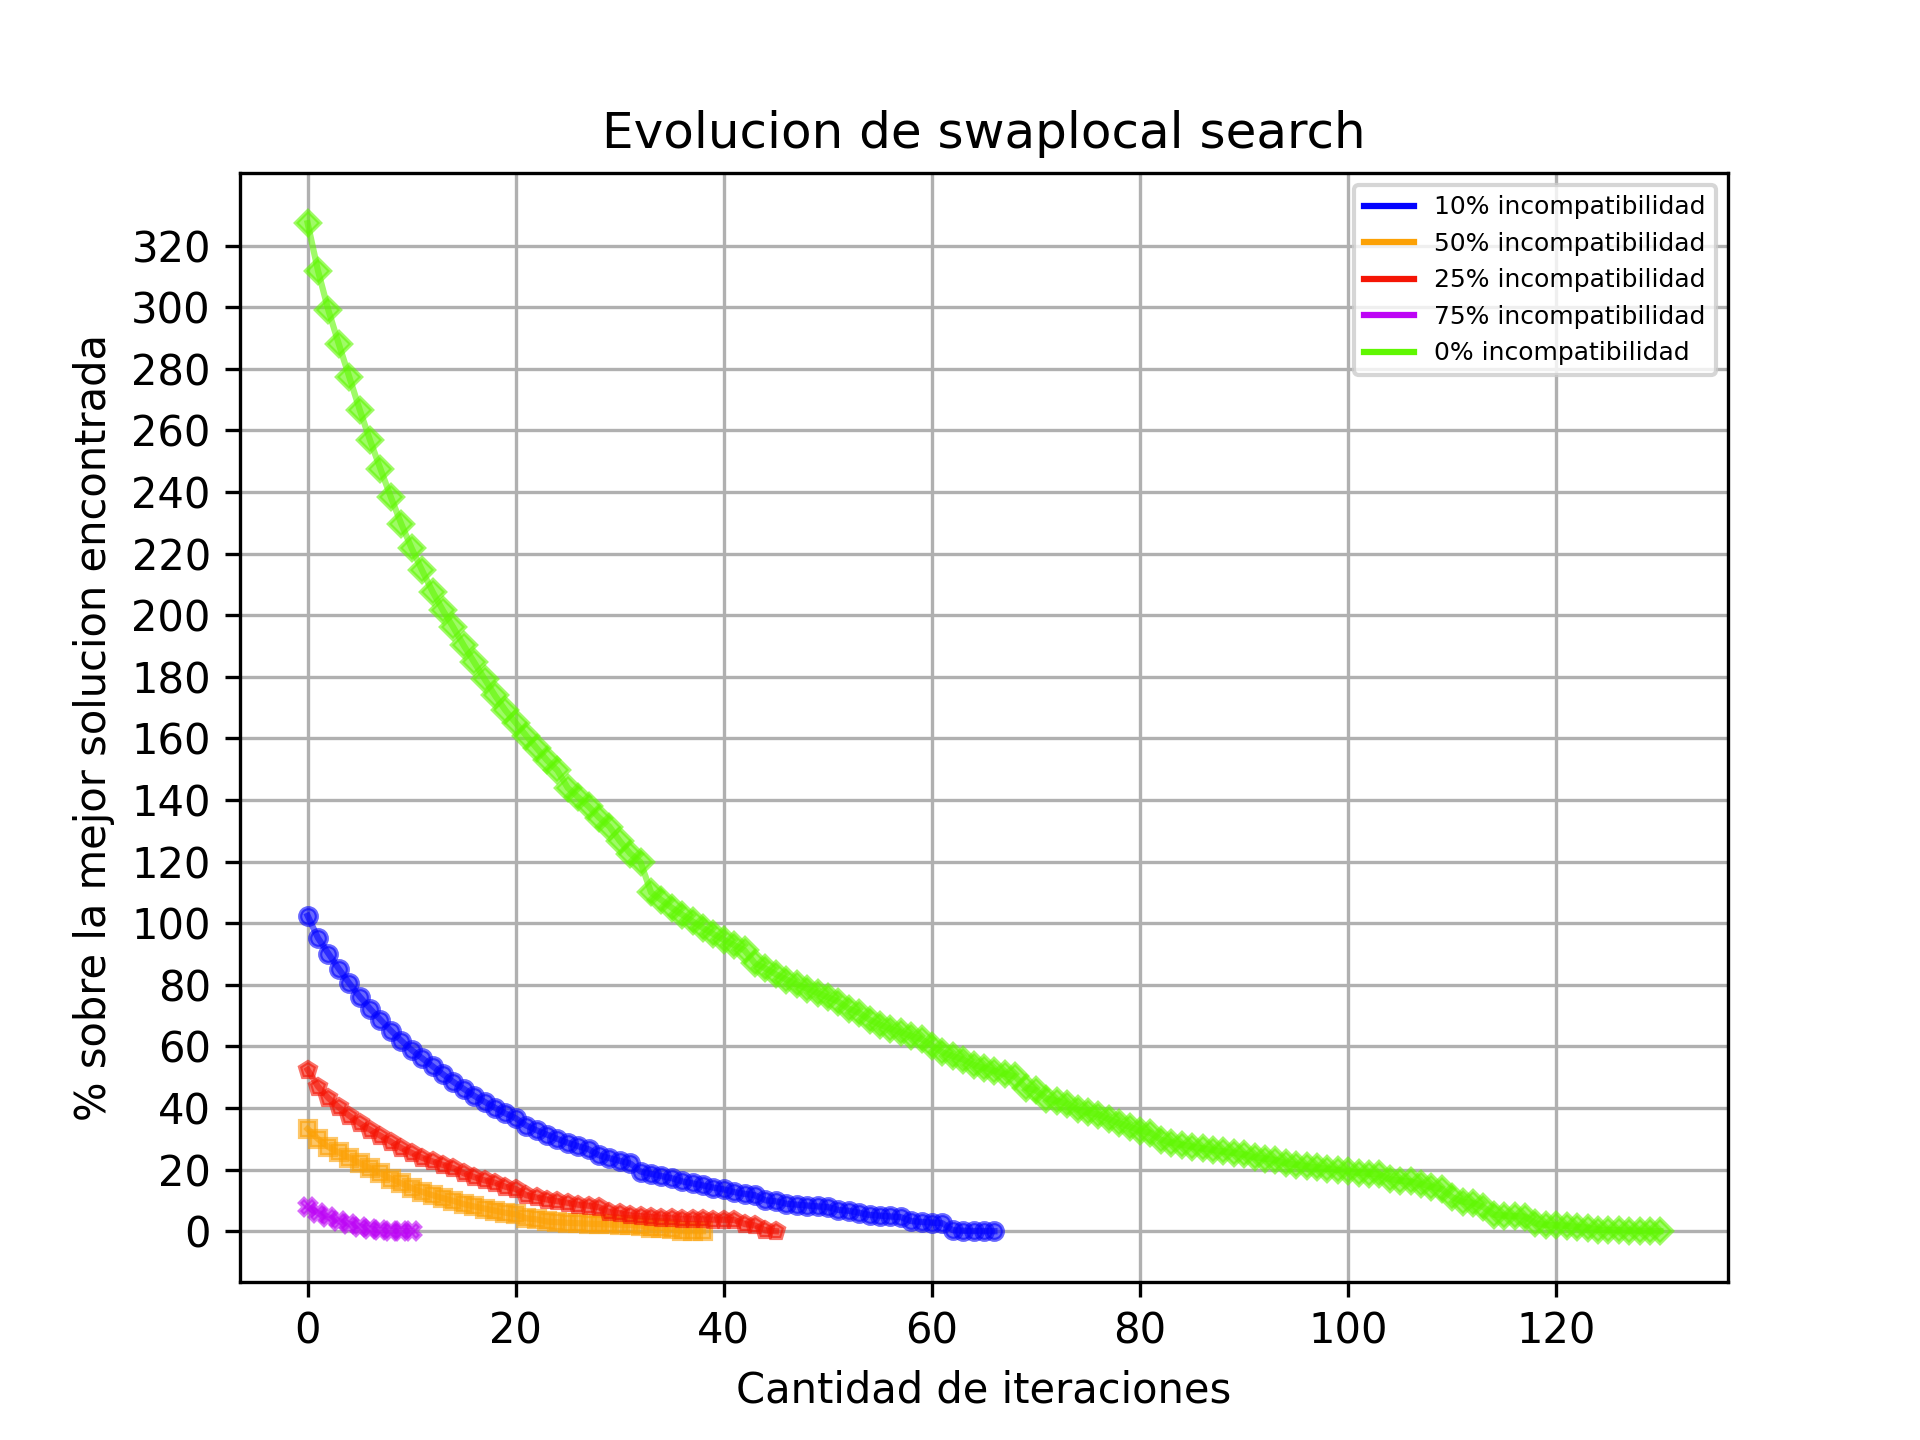 Evolucion de swaplocal search
10% incompatibilidad
50% incompatibilidad
25% incompatibilidad
75% incompatibilidad
0% incompatibilidad
% sobre la mejor solucion encontrada
320
300
280
260
240
220
200
180
160
140
120
100
80
60
40
20
0
0 20 40 60 80 100 120
Cantidad de iteraciones